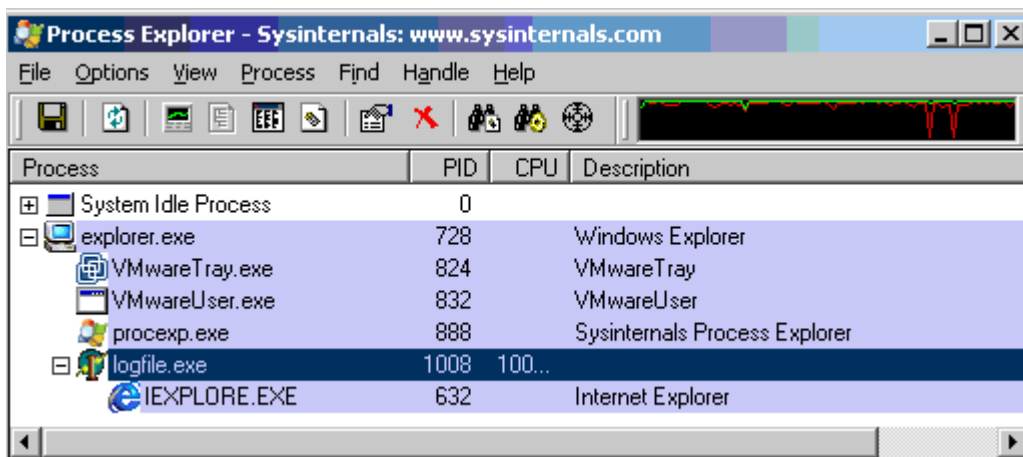 Process Explorer - Sysinternals: www.sysinternals.com
File Options View Process Find Handle Help
Process PID CPU Description
System Idle Process 0
explorer.exe 728 Windows Explorer
VMwareTray.exe 824 VMwareTray
VMwareUser.exe 832 VMwareUser
procexp.exe 888 Sysinternals Process Explorer
logfile.exe 1008 100...
IEXPLORE.EXE 632 Internet Explorer